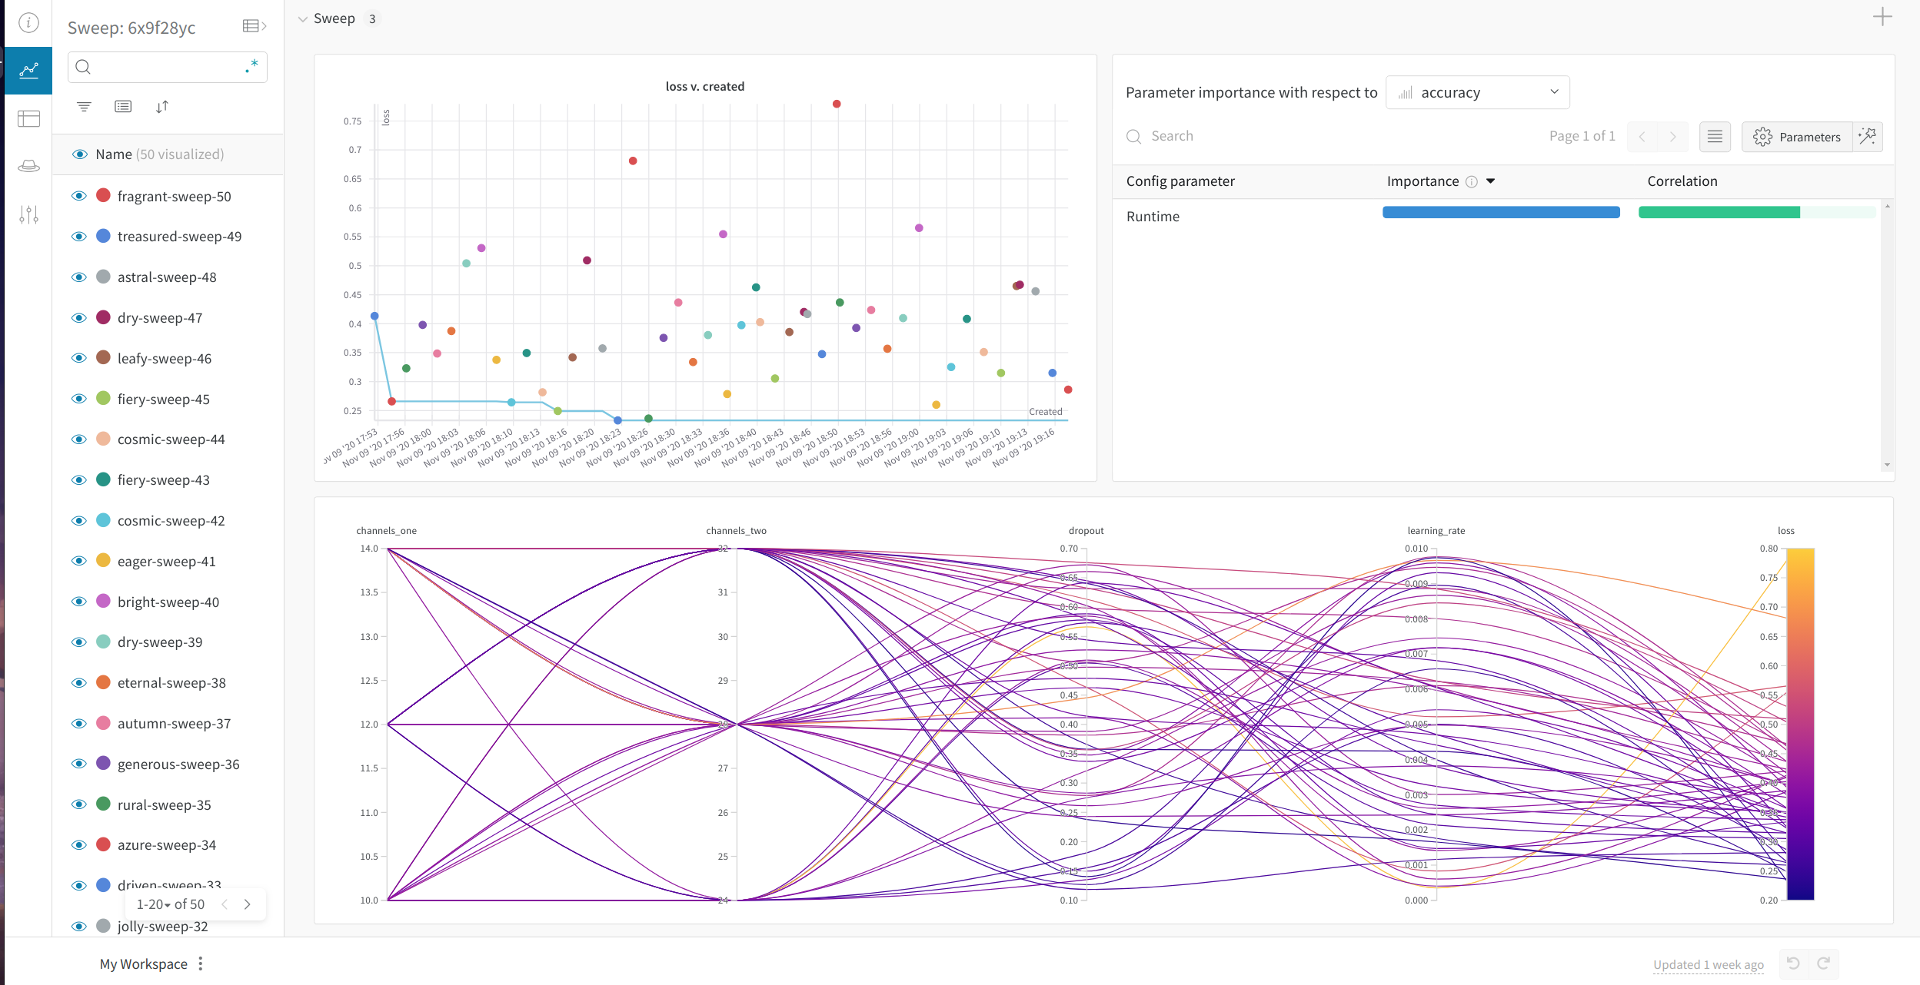 Sweep: 6x9f28yc
.*
Name (50 visualized)
fragrant-sweep-50
treasured-sweep-49
astral-sweep-48
dry-sweep-47
leafy-sweep-46
fiery-sweep-45
cosmic-sweep-44
fiery-sweep-43
cosmic-sweep-42
eager-sweep-41
bright-sweep-40
dry-sweep-39
eternal-sweep-38
autumn-sweep-37
generous-sweep-36
rural-sweep-35
azure-sweep-34
driven-sweep-33
1-20 of 50
jolly-sweep-32
Sweep 3
loss v. created
loss
0.75
0.7
0.65
0.6
0.55
0.5
0.45
0.4
0.35
0.3
0.25
Created
ov 09 '20 17:53
Nov 09 '20 17:56
Nov 09 '20 18:00
Nov 09 '20 18:03
Nov 09 '20 18:06
Nov 09 '20 18:10
Nov 09 '20 18:13
Nov 09 '20 18:16
Nov 09 '20 18:20
Nov 09 '20 18:23
Nov 09 '20 18:26
Nov 09 '20 18:30
Nov 09 '20 18:33
Nov 09 '20 18:36
Nov 09 '20 18:40
Nov 09 '20 18:43
Nov 09 '20 18:46
Nov 09 '20 18:50
Nov 09 '20 18:53
Nov 09 '20 18:56
Nov 09 '20 19:00
Nov 09 '20 19:03
Nov 09 '20 19:06
Nov 09 '20 19:10
Nov 09 '20 19:13
Nov 09 '20 19:16
Parameter importance with respect to accuracy
Search Page 1 of 1 Parameters
Config parameter Importance Correlation
Runtime
channels_one
14.0
13.5
13.0
12.5
12.0
11.5
11.0
10.5
10.0
channels_two
32
31
30
29
28
27
26
25
24
dropout
0.70
0.65
0.60
0.55
0.50
0.45
0.40
0.35
0.30
0.25
0.20
0.15
0.10
learning_rate
0.010
0.009
0.008
0.007
0.006
0.005
0.004
0.003
0.002
0.001
0.000
loss
0.80
0.75
0.70
0.65
0.60
0.55
0.50
0.45
0.40
0.35
0.30
0.25
0.20
My Workspace
Updated 1 week ago